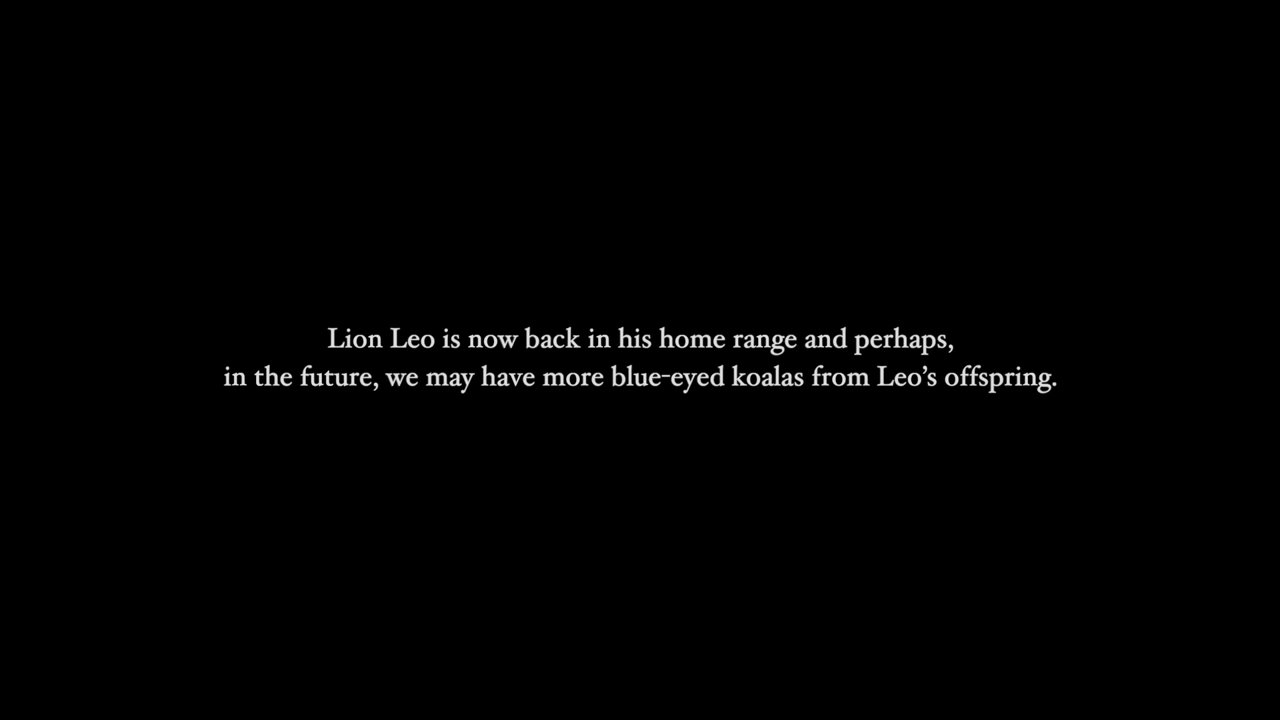 Lion Leo is now back in his home range and perhaps,
in the future, we may have more blue-eyed koalas from Leo’s offspring.